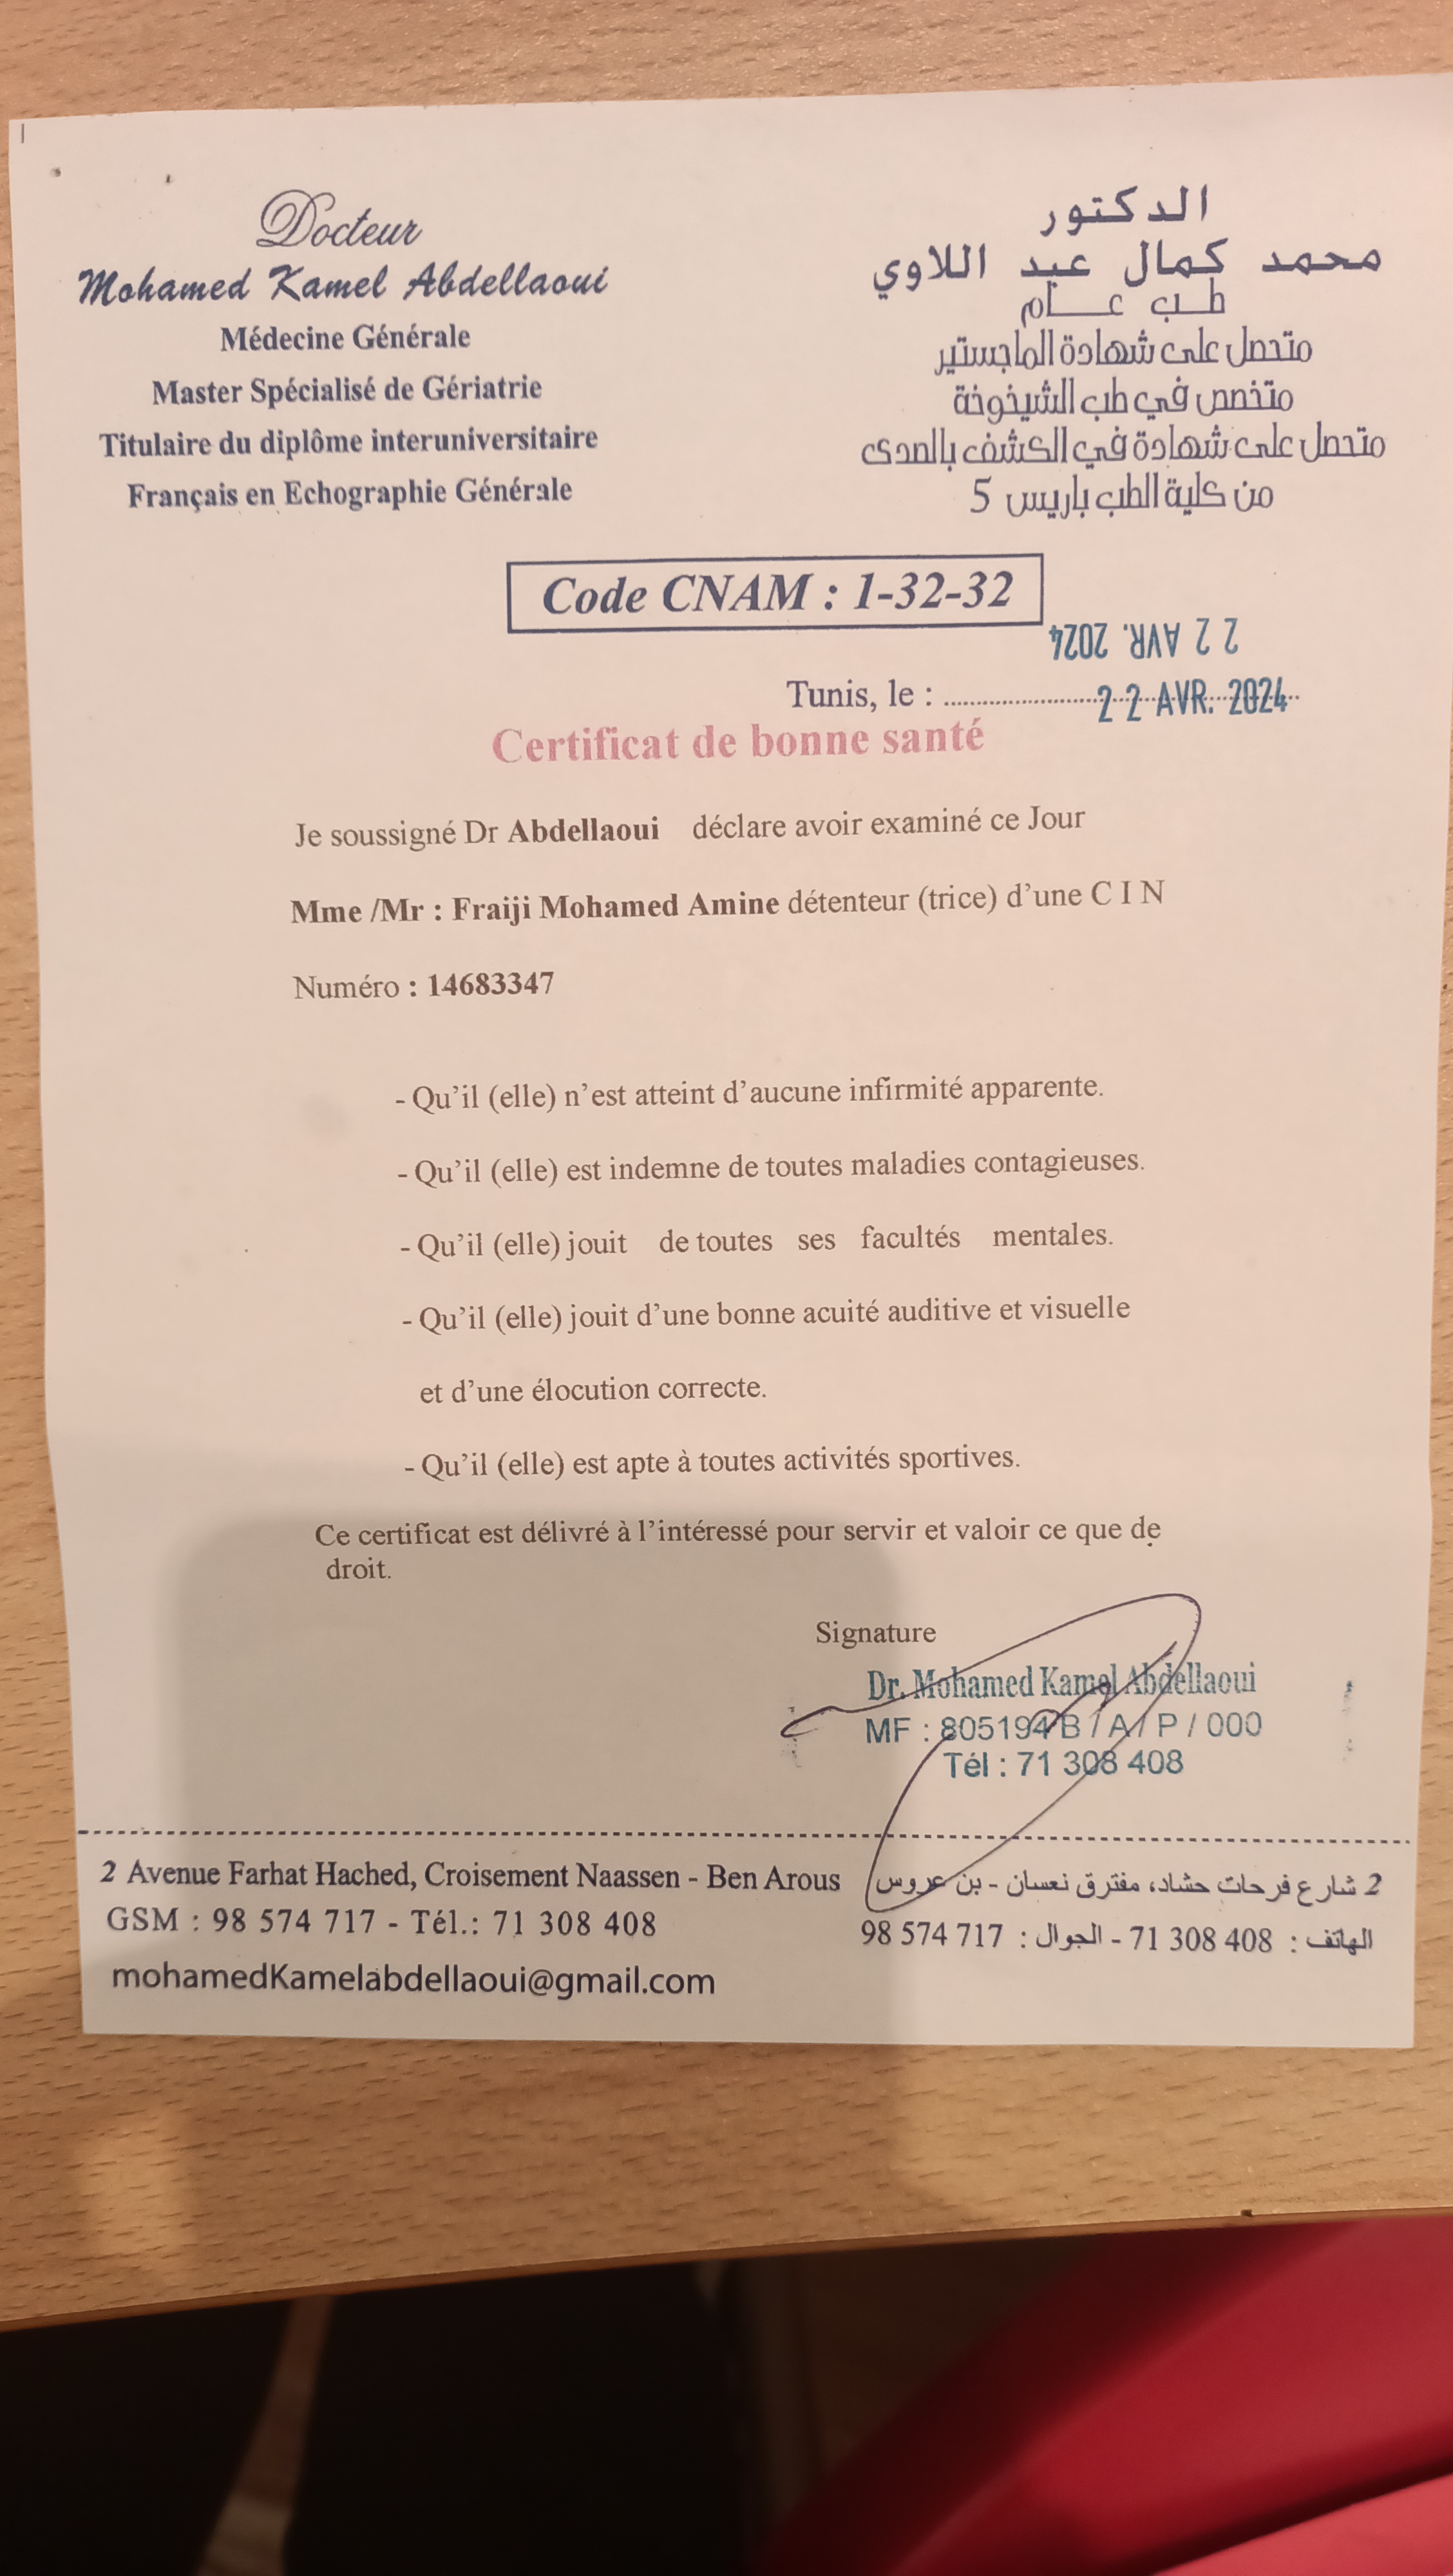 Docteur
Mohamed Kamel Abdellaoui
Médecine Générale
Master Spécialisé de Gériatrie
Titulaire du diplôme interuniversitaire
Français en Echographie Générale
الدكتور
محمد كمال عبد اللاوي
طب عام
متحصل على شهادة الماجستير
متخصص في طب الشيخوخة
متحصل على شهادة في الكشف بالصدى
من كلية الطب باريس 5
Code CNAM : 1-32-32
22 AVR. 2024
Tunis, le : 22 AVR. 2024
Certificat de bonne santé
Je soussigné Dr Abdellaoui déclare avoir examiné ce Jour
Mme /Mr : Fraiji Mohamed Amine détenteur (trice) d’une C I N
Numéro : 14683347
- Qu’il (elle) n’est atteint d’aucune infirmité apparente.
- Qu’il (elle) est indemne de toutes maladies contagieuses.
- Qu’il (elle) jouit de toutes ses facultés mentales.
- Qu’il (elle) jouit d’une bonne acuité auditive et visuelle
et d’une élocution correcte.
- Qu’il (elle) est apte à toutes activités sportives.
Ce certificat est délivré à l’intéressé pour servir et valoir ce que de
droit.
Signature
Dr. Mohamed Kamel Abdellaoui
MF : 805194 B / A / P / 000
Tél : 71 308 408
2 Avenue Farhat Hached, Croisement Naassen - Ben Arous
GSM : 98 574 717 - Tél.: 71 308 408
mohamedKamelabdellaoui@gmail.com
2 شارع فرحات حشاد، مفترق نعسان - بن عروس
الهاتف : 71 308 408 - الجوال : 98 574 717